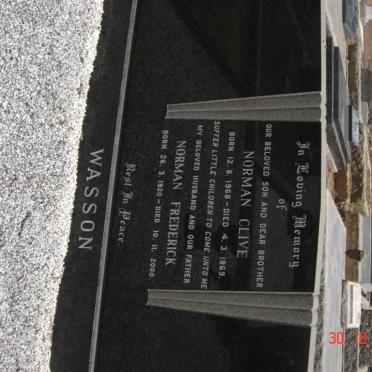 In Loving Memory
of
OUR BELOVED SON AND DEAR BROTHER
NORMAN CLIVE
BORN 12. 8. 1968 – DIED 4. 3. 1969.
SUFFER LITTLE CHILDREN TO COME UNTO ME
MY BELOVED HUSBAND AND OUR FATHER
NORMAN FREDERICK
BORN 26. 3. 1920 – DIED 10. 11. 2000
Rest In Peace.
WASSON
30 12